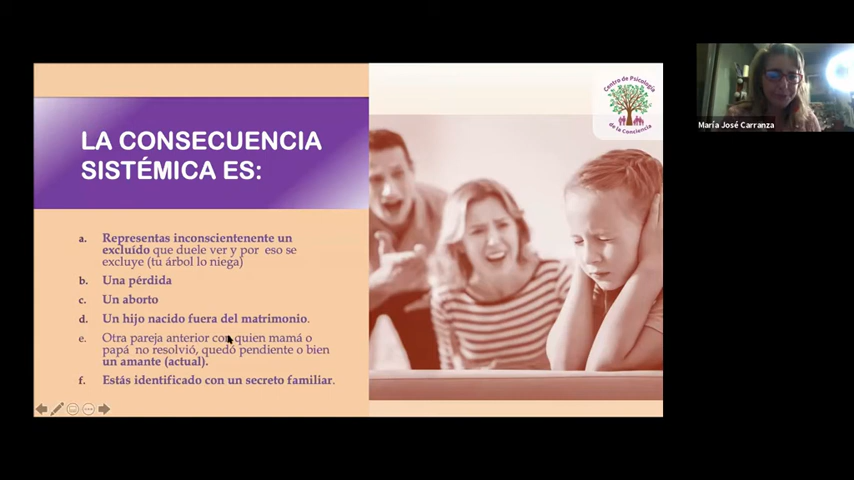 LA CONSECUENCIA
SISTÉMICA ES:
a. Representas inconscientenente un
excluído que duele ver y por eso se
excluye (tu árbol lo niega)
b. Una pérdida
c. Un aborto
d. Un hijo nacido fuera del matrimonio.
e. Otra pareja anterior con quien mamá o
papá no resolvió, quedó pendiente o bien
un amante (actual).
f. Estás identificado con un secreto familiar.
Centro de Psicología
de la Conciencia
María José Carranza